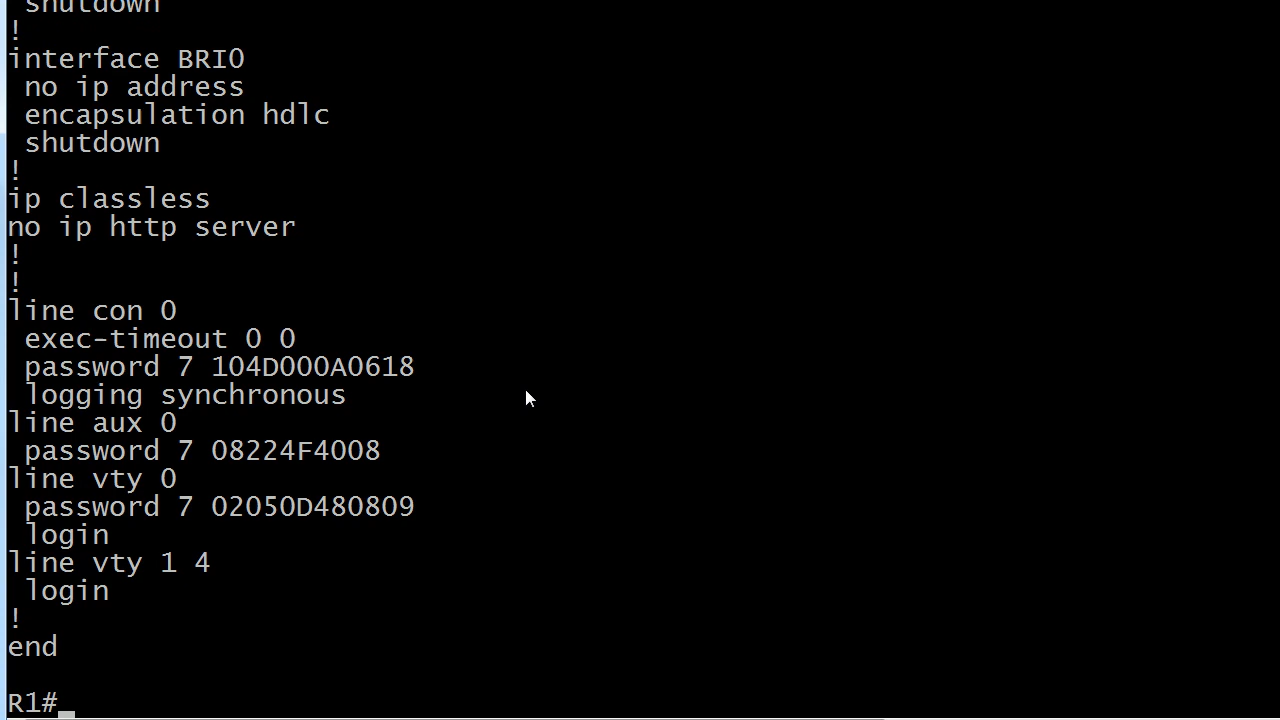 shutdown
!
interface BRI0
no ip address
encapsulation hdlc
shutdown
!
ip classless
no ip http server
!
!
line con 0
exec-timeout 0 0
password 7 104D000A0618
logging synchronous
line aux 0
password 7 08224F4008
line vty 0
password 7 02050D480809
login
line vty 1 4
login
!
end
R1#